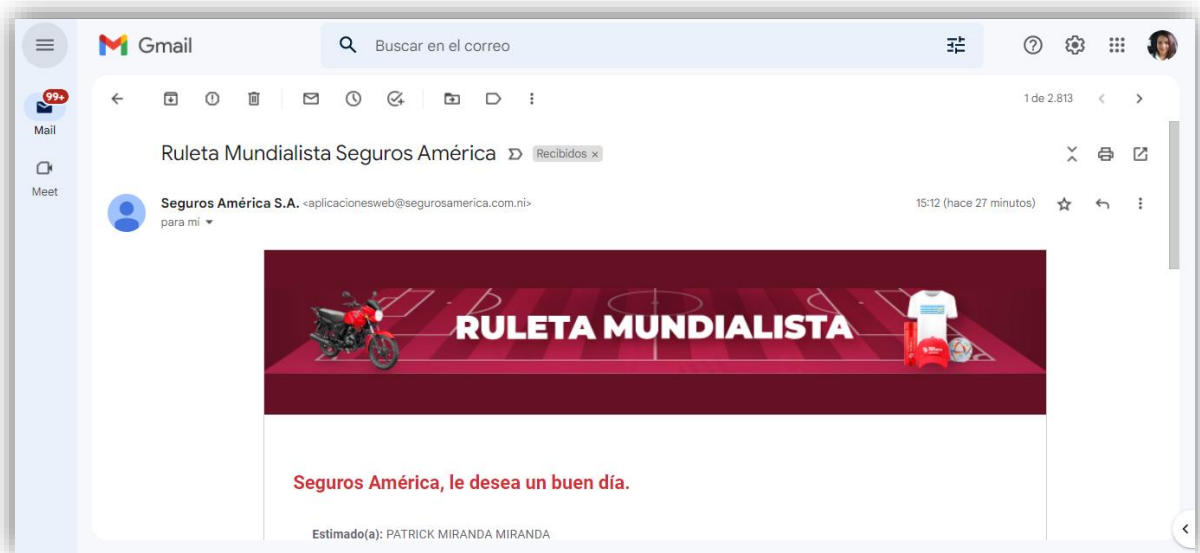 Gmail
Buscar en el correo
99+
Mail
Meet
1 de 2.813
Ruleta Mundialista Seguros América Recibidos ×
Seguros América S.A. <aplicacionesweb@segurosamerica.com.ni>
15:12 (hace 27 minutos)
para mí
RULETA MUNDIALISTA
Seguros América, le desea un buen día.
Estimado(a): PATRICK MIRANDA MIRANDA